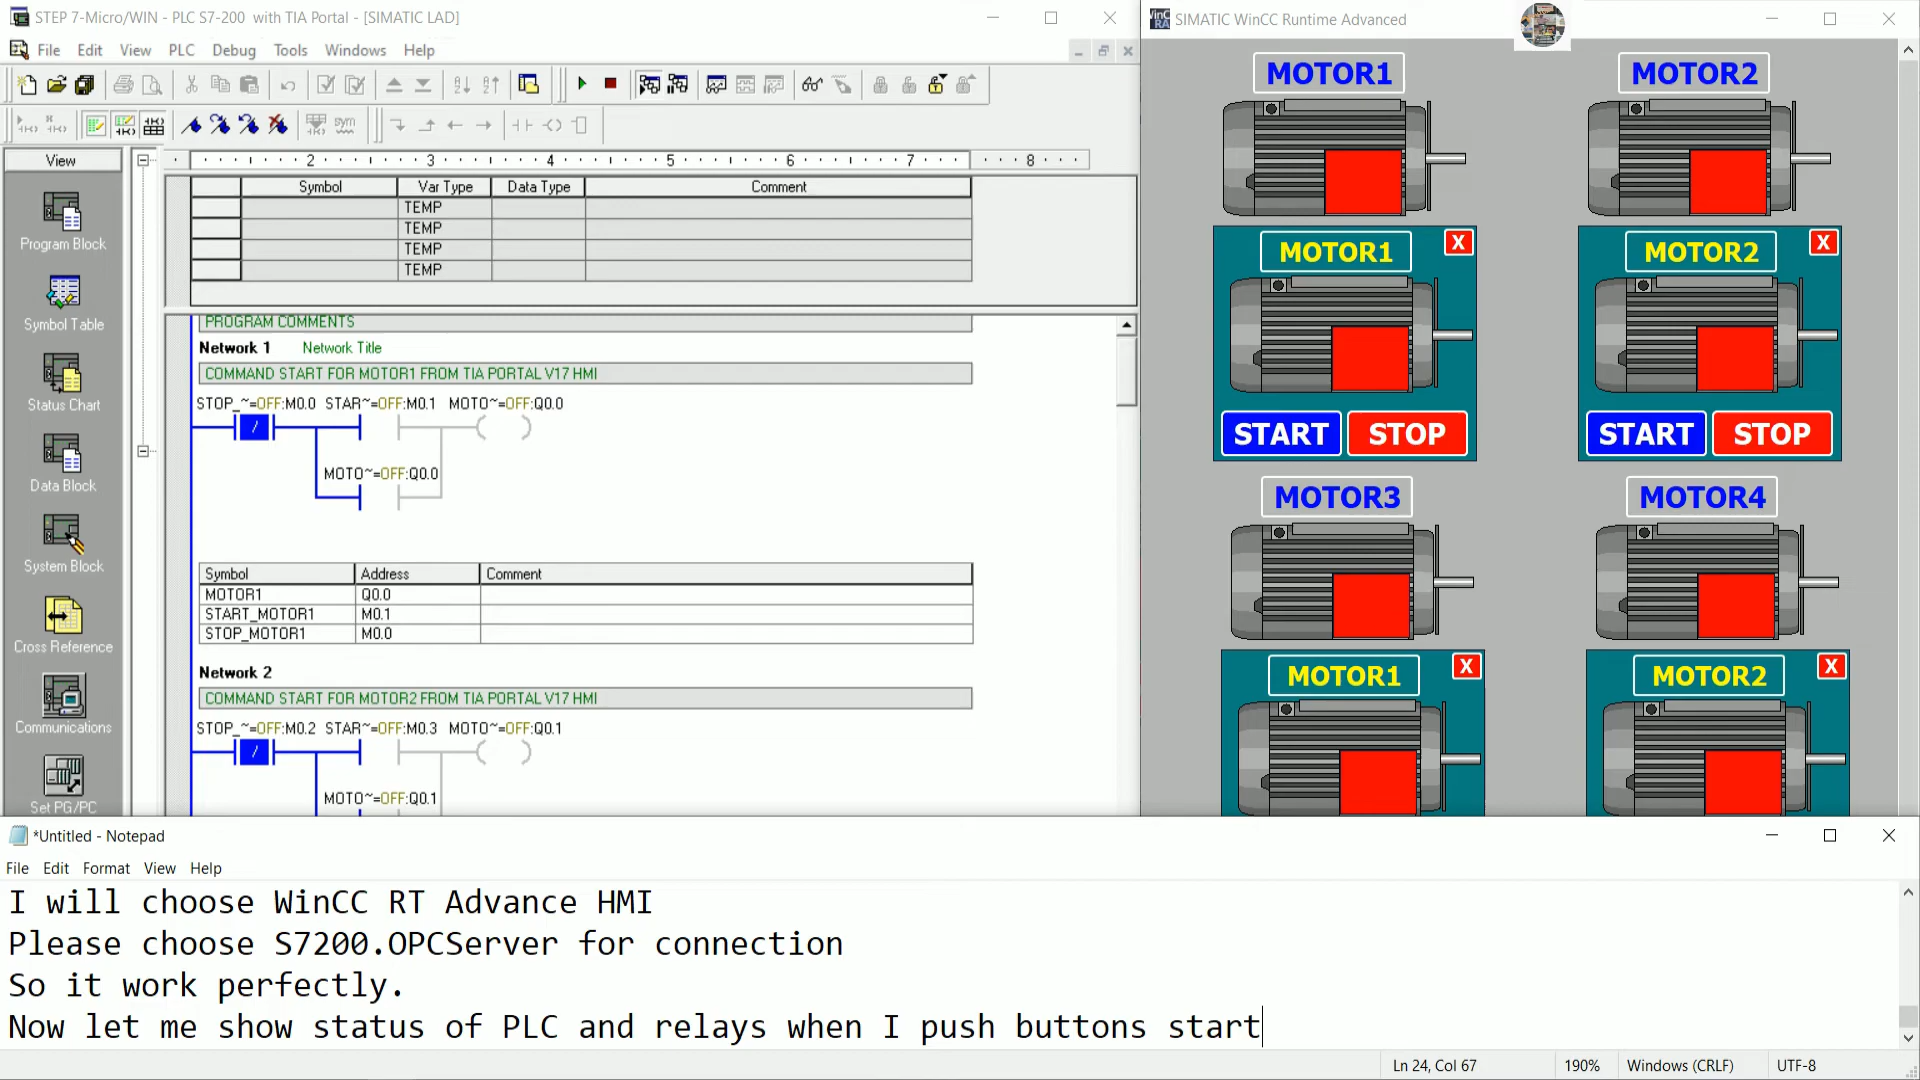 STEP 7-Micro/WIN - PLC S7-200 with TIA Portal - [SIMATIC LAD]
File Edit View PLC Debug Tools Windows Help
View
2 3 4 5 6 7 8
Symbol Var Type Data Type Comment
TEMP
TEMP
TEMP
TEMP
Program Block
Symbol Table
Status Chart
Data Block
System Block
Cross Reference
Communications
Set PG/PC
PROGRAM COMMENTS
Network 1 Network Title
COMMAND START FOR MOTOR1 FROM TIA PORTAL V17 HMI
STOP_~=OFF:M0.0 STAR~=OFF:M0.1 MOTO~=OFF:Q0.0
MOTO~=OFF:Q0.0
Symbol Address Comment
MOTOR1 Q0.0
START_MOTOR1 M0.1
STOP_MOTOR1 M0.0
Network 2
COMMAND START FOR MOTOR2 FROM TIA PORTAL V17 HMI
STOP_~=OFF:M0.2 STAR~=OFF:M0.3 MOTO~=OFF:Q0.1
MOTO~=OFF:Q0.1
SIMATIC WinCC Runtime Advanced
MOTOR1 MOTOR2
MOTOR1 X MOTOR2 X
START STOP START STOP
MOTOR3 MOTOR4
MOTOR1 X MOTOR2 X
*Untitled - Notepad
File Edit Format View Help
I will choose WinCC RT Advance HMI
Please choose S7200.OPCServer for connection
So it work perfectly.
Now let me show status of PLC and relays when I push buttons start
Ln 24, Col 67 190% Windows (CRLF) UTF-8